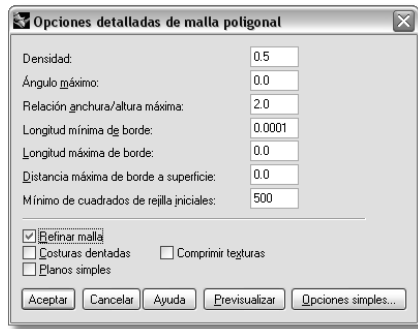 Opciones detalladas de malla poligonal
Densidad: 0.5
Ángulo máximo: 0.0
Relación anchura/altura máxima: 2.0
Longitud mínima de borde: 0.0001
Longitud máxima de borde: 0.0
Distancia máxima de borde a superficie: 0.0
Mínimo de cuadrados de rejilla iniciales: 500
Refinar malla
Costuras dentadas Comprimir texturas
Planos simples
Aceptar Cancelar Ayuda Previsualizar Opciones simples...